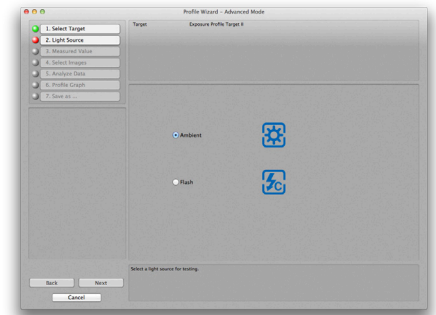 Profile Wizard - Advanced Mode
1. Select Target
2. Light Source
3. Measured Value
4. Select Images
5. Analyze Data
6. Profile Graph
7. Save as ...
Target Exposure Profile Target II
Ambient
Flash
C
Select a light source for testing.
Back Next
Cancel